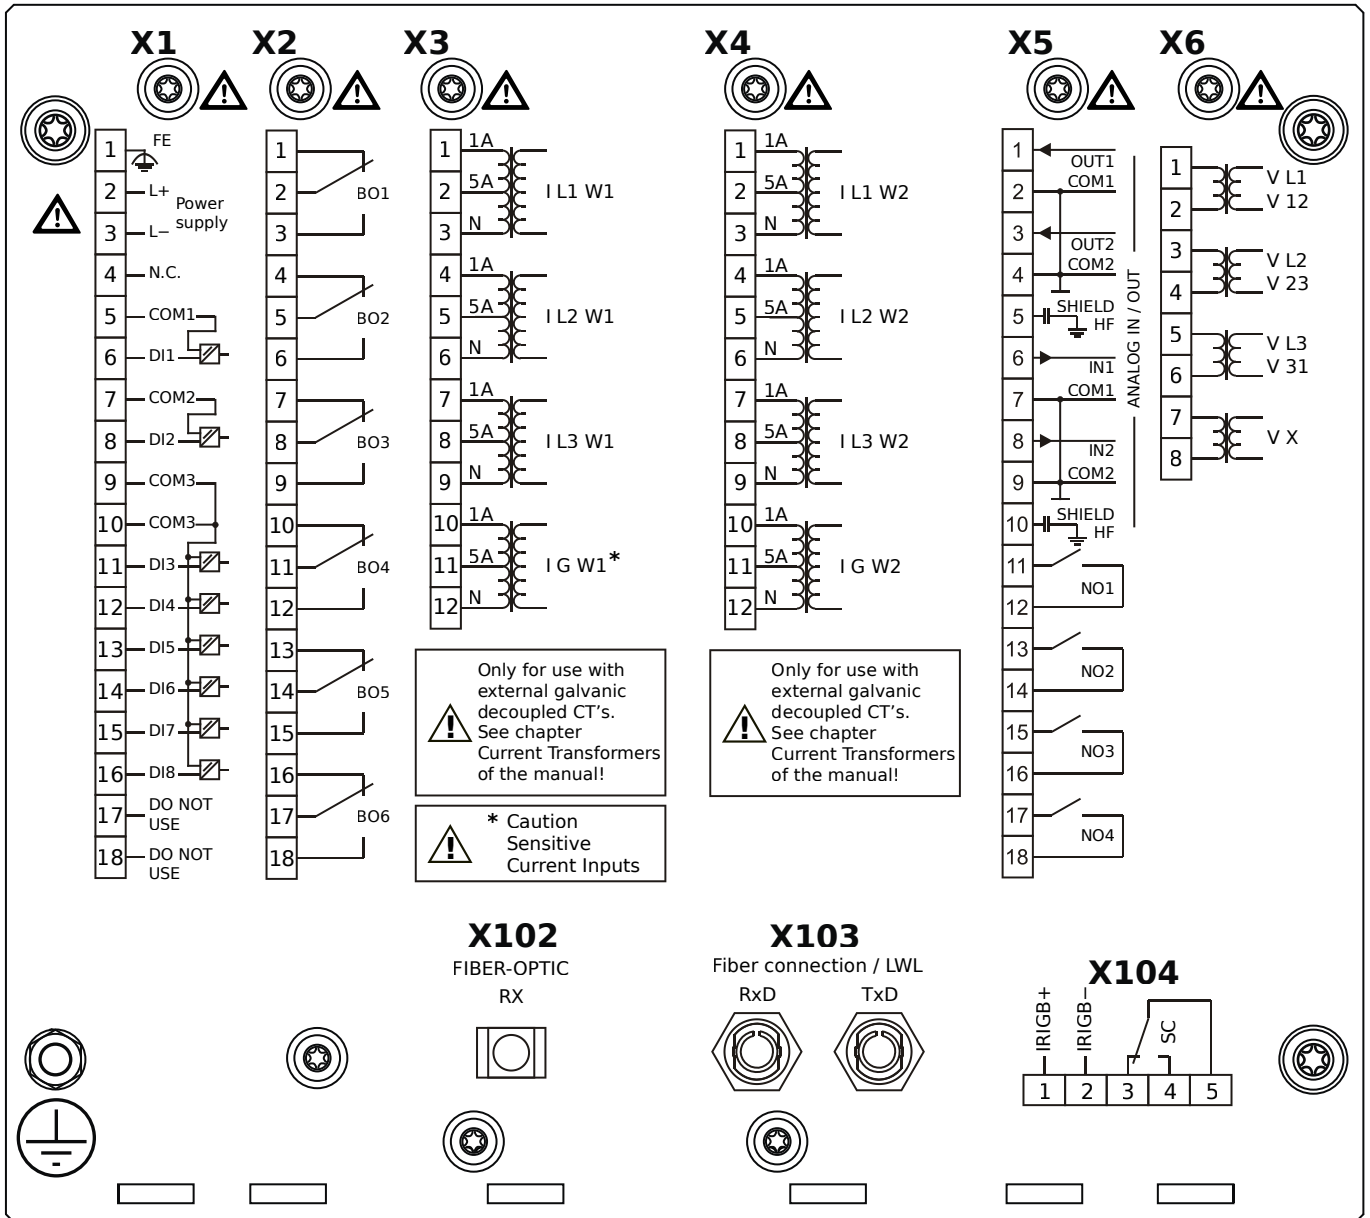 X1
1
FE
2
L+
Power
supply
3
L−
4
N.C.
5
COM1
6
DI1
7
COM2
8
DI2
9
COM3
10
COM3
11
DI3
12
DI4
13
DI5
14
DI6
15
DI7
16
DI8
17
DO NOT
USE
18
DO NOT
USE
X2
1
2
BO1
3
4
5
BO2
6
7
8
BO3
9
10
11
BO4
12
13
14
BO5
15
16
17
BO6
18
X3
1 1A
2 5A I L1 W1
3 N
4 1A
5 5A I L2 W1
6 N
7 1A
8 5A I L3 W1
9 N
10 1A
11 5A I G W1*
12 N
! Only for use with
external galvanic
decoupled CT's.
See chapter
Current Transformers
of the manual!
! * Caution
Sensitive
Current Inputs
X4
1 1A
2 5A I L1 W2
3 N
4 1A
5 5A I L2 W2
6 N
7 1A
8 5A I L3 W2
9 N
10 1A
11 5A I G W2
12 N
! Only for use with
external galvanic
decoupled CT's.
See chapter
Current Transformers
of the manual!
X5
1
OUT1
2 COM1
3
OUT2
4 COM2
5 SHIELD
HF
6
IN1
7 COM1
8
IN2
9 COM2
10 SHIELD
HF
ANALOG IN / OUT
11
NO1
12
13
NO2
14
15
NO3
16
17
NO4
18
X6
1
V L1
2 V 12
3
V L2
4 V 23
5
V L3
6 V 31
7
V X
8
X102
FIBER-OPTIC
RX
X103
Fiber connection / LWL
RxD TxD
X104
IRIGB+
IRIGB−
SC
1 2 3 4 5